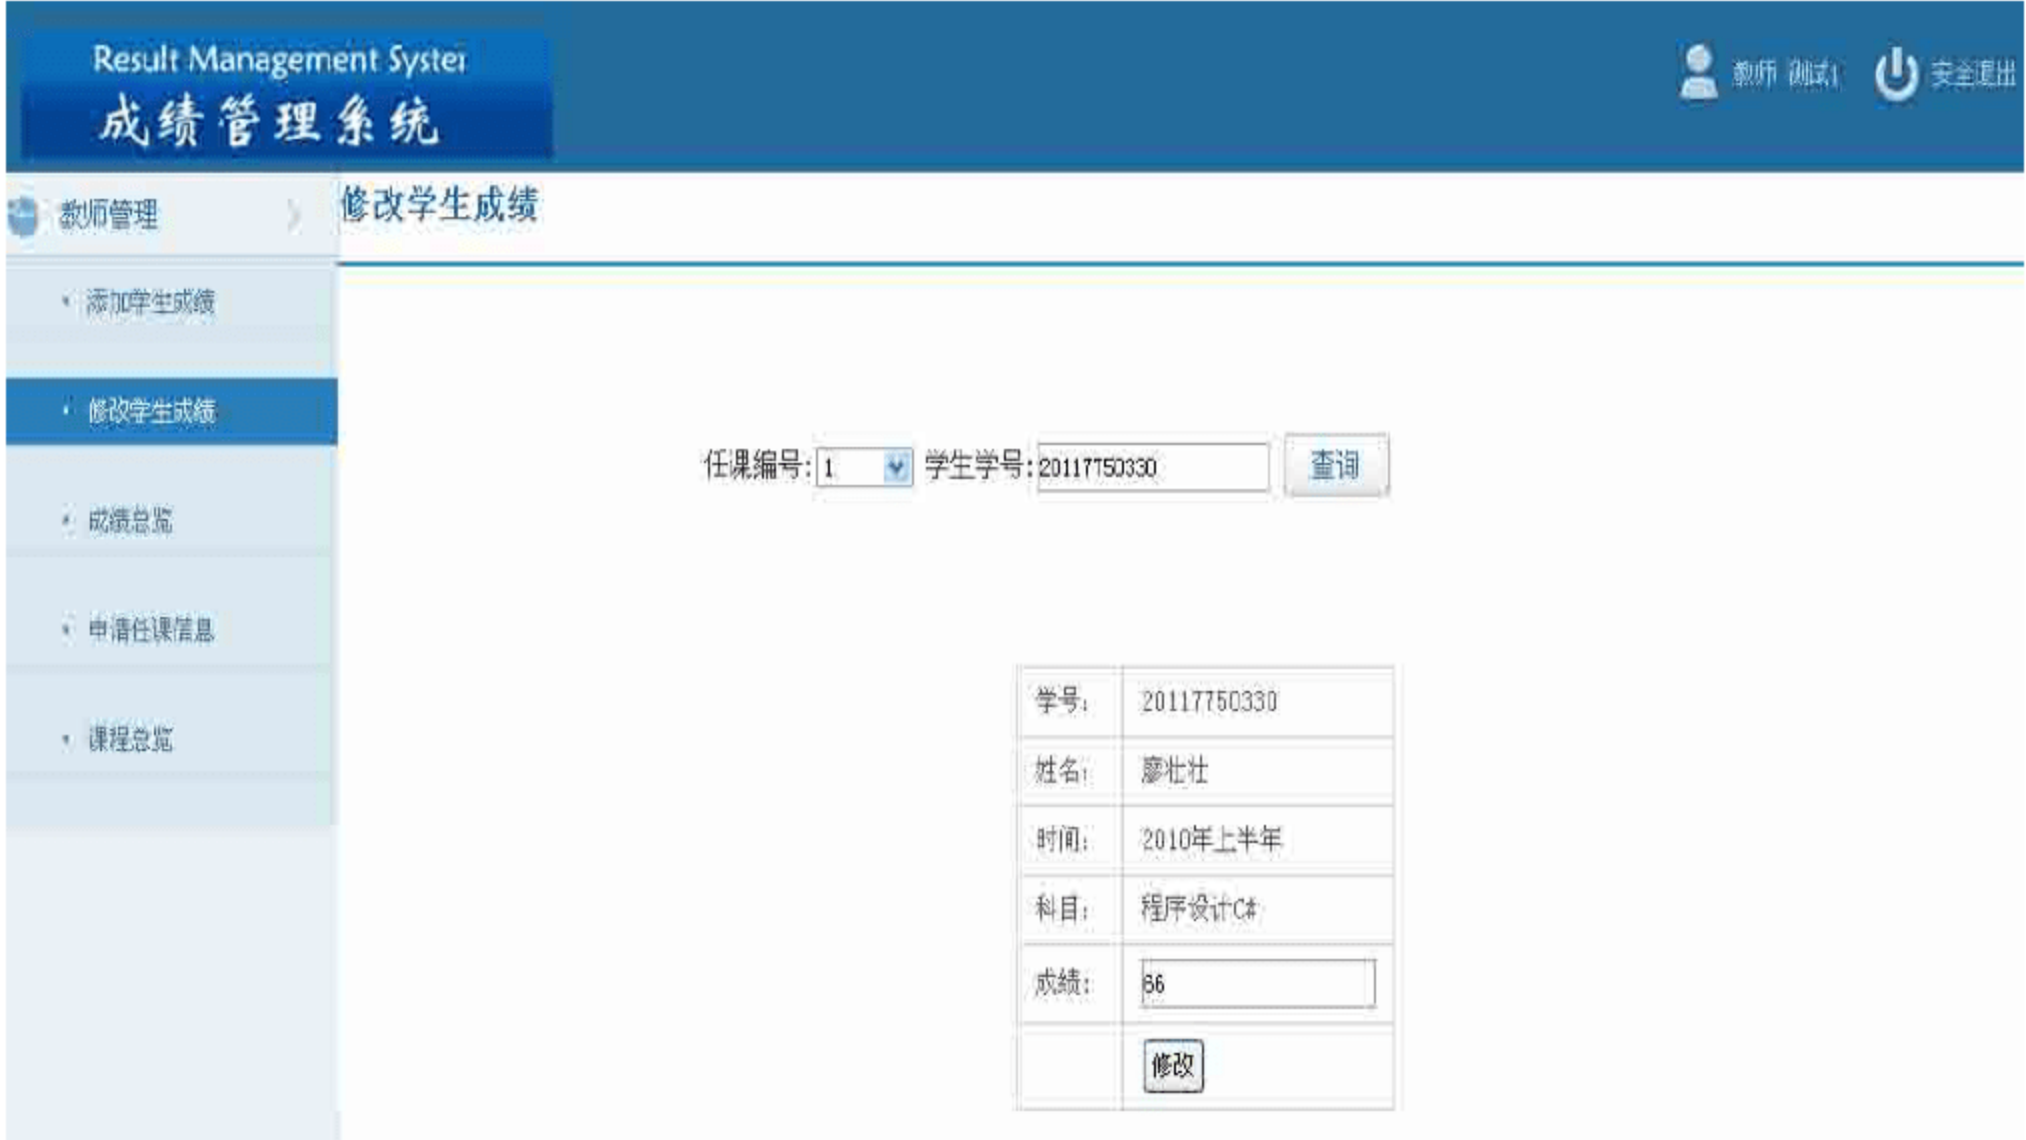 Result Management Syster
成绩管理系统
教师 测试1 安全退出
教师管理
修改学生成绩
添加学生成绩
修改学生成绩
成绩总览
申请任课信息
课程总览
任课编号: 1 学生学号: 20117750330 查询
学号: 20117750330
姓名: 廖壮壮
时间: 2010年上半年
科目: 程序设计C#
成绩: 66
修改